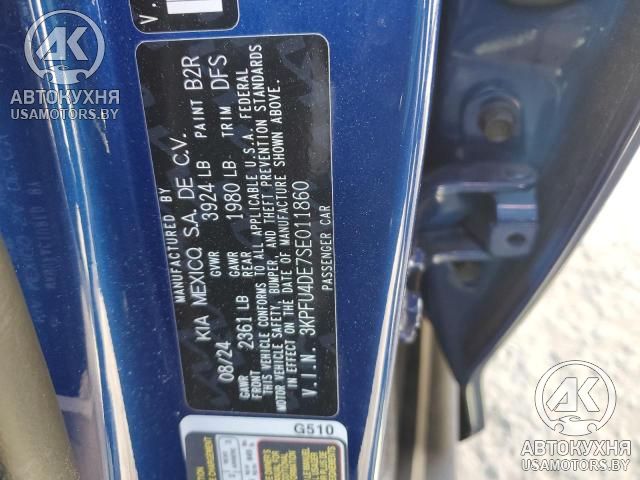 MANUFACTURED BY
KIA MEXICO, S.A. DE C.V.
08/24 GVWR 3924 LB PAINT B2R
GAWR FRONT 2361 LB GAWR REAR 1980 LB TRIM DFS
THIS VEHICLE CONFORMS TO ALL APPLICABLE U.S.A. FEDERAL
MOTOR VEHICLE SAFETY, BUMPER, AND THEFT PREVENTION STANDARDS
IN EFFECT ON THE DATE OF MANUFACTURE SHOWN ABOVE.
V.I.N. 3KPFU4DE7SE011860
PASSENGER CAR
V.
G510
AK
АВТОКУХНЯ
USAMOTORS.BY
AK
АВТОКУХНЯ
USAMOTORS.BY